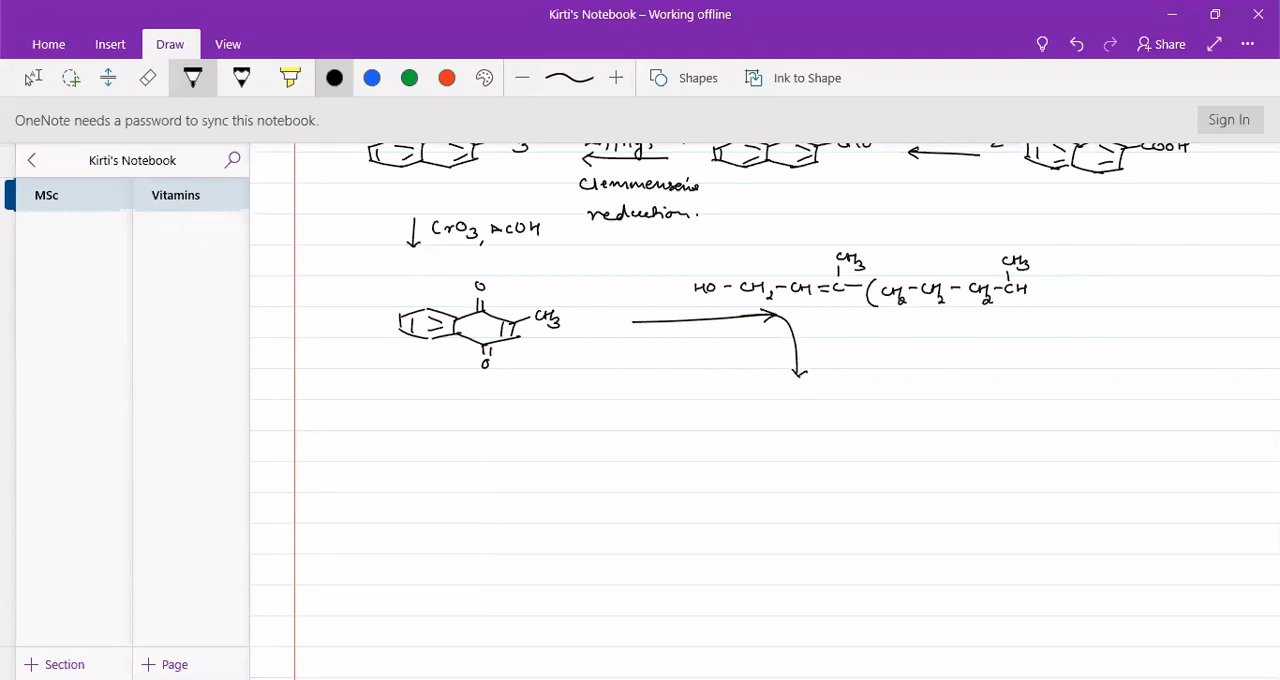 Kirti's Notebook – Working offline
Home Insert Draw View
Share
Shapes Ink to Shape
OneNote needs a password to sync this notebook.
Sign In
Kirti's Notebook
MSc Vitamins
COOH
Clemmensens
reduction.
CrO3, AcOH
HO - CH2 - CH = C - (CH2 - CH2 - CH2 - CH
CH3 CH3
O
CH3
O
+ Section + Page